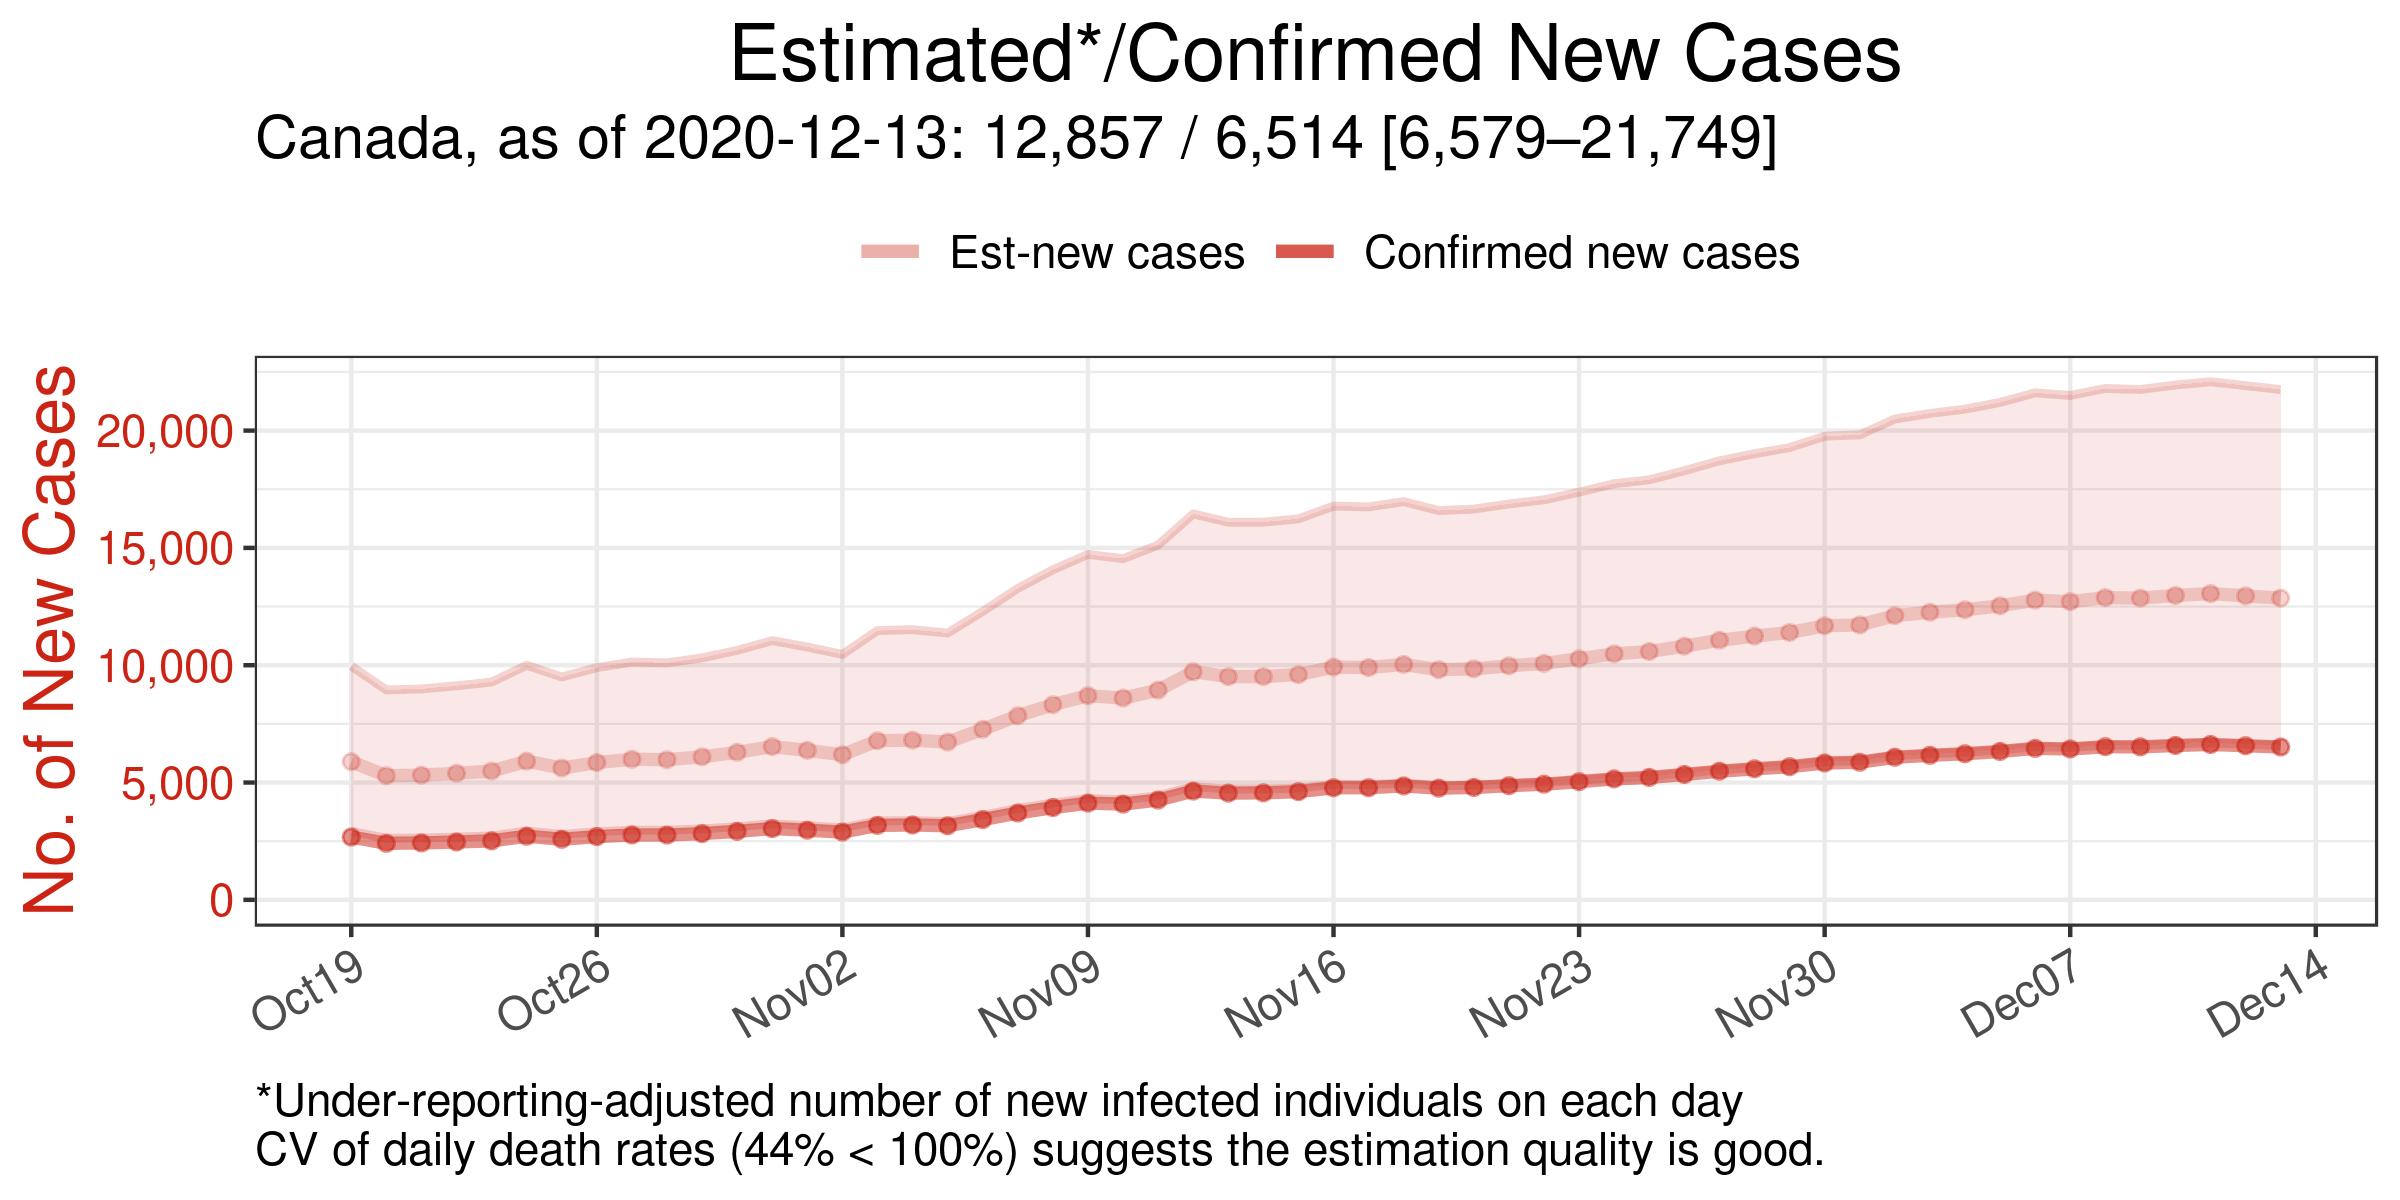 Estimated*/Confirmed New Cases
Canada, as of 2020-12-13: 12,857 / 6,514 [6,579–21,749]
Est-new cases Confirmed new cases
No. of New Cases
20,000
15,000
10,000
5,000
0
Oct19 Oct26 Nov02 Nov09 Nov16 Nov23 Nov30 Dec07 Dec14
*Under-reporting-adjusted number of new infected individuals on each day
CV of daily death rates (44% < 100%) suggests the estimation quality is good.